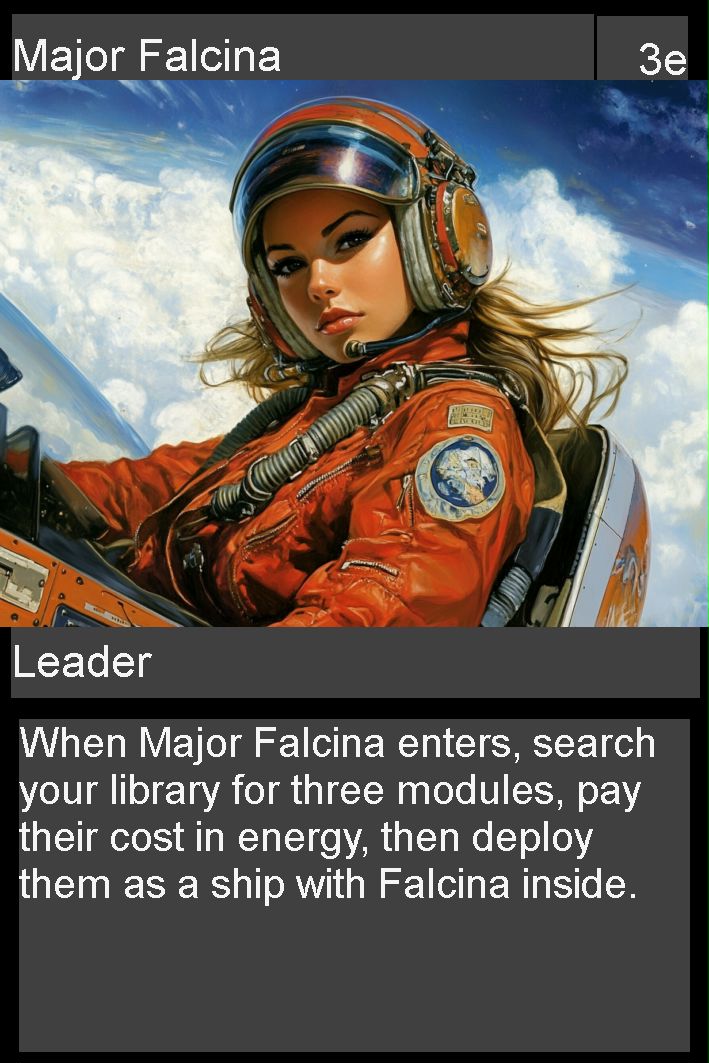 Major Falcina
3e
Leader
When Major Falcina enters, search
your library for three modules, pay
their cost in energy, then deploy
them as a ship with Falcina inside.